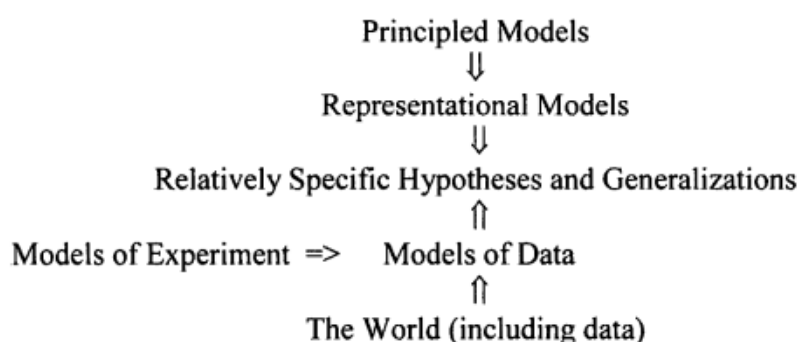 Principled Models
⇓
Representational Models
⇓
Relatively Specific Hypotheses and Generalizations
⇑
Models of Experiment => Models of Data
⇑
The World (including data)